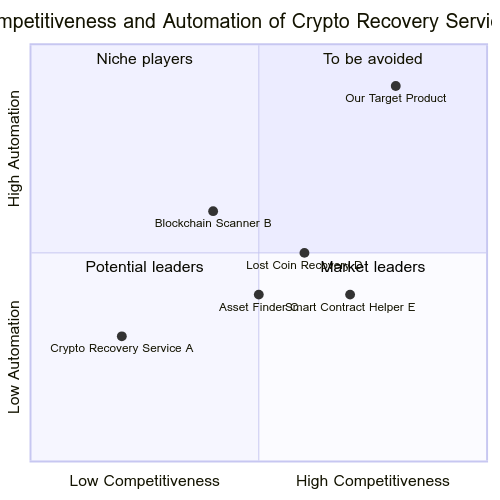 mpetitiveness and Automation of Crypto Recovery Servic
Niche players
To be avoided
Our Target Product
High Automation
Blockchain Scanner B
Lost Coin Recovery D
Potential leaders
Market leaders
Asset Finder C
Smart Contract Helper E
Crypto Recovery Service A
Low Automation
Low Competitiveness
High Competitiveness